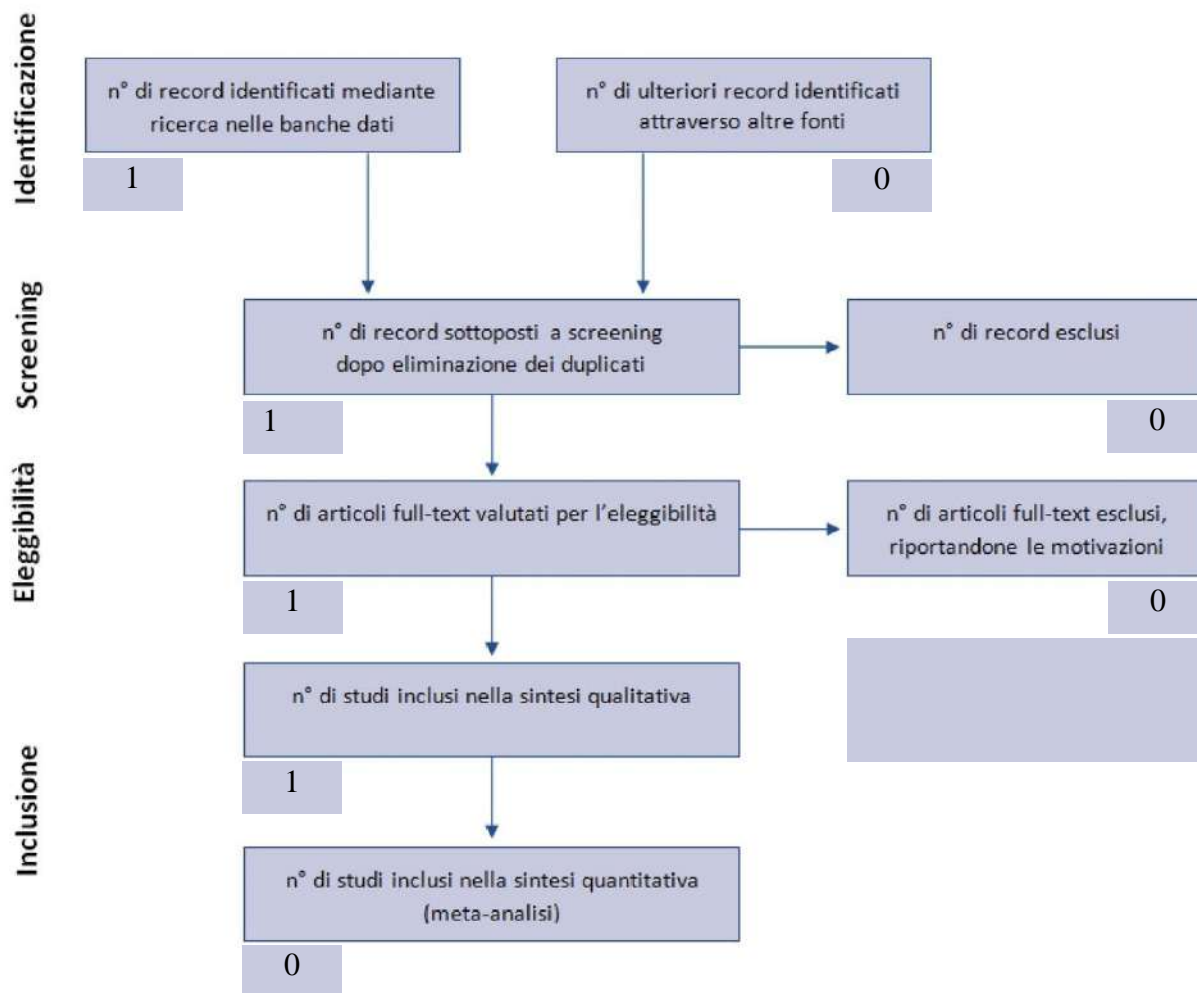 Identificazione
n° di record identificati mediante
ricerca nelle banche dati
1
n° di ulteriori record identificati
attraverso altre fonti
0
Screening
n° di record sottoposti a screening
dopo eliminazione dei duplicati
1
n° di record esclusi
0
Eleggibilità
n° di articoli full-text valutati per l'eleggibilità
1
n° di articoli full-text esclusi,
riportandone le motivazioni
0
Inclusione
n° di studi inclusi nella sintesi qualitativa
1
n° di studi inclusi nella sintesi quantitativa
(meta-analisi)
0